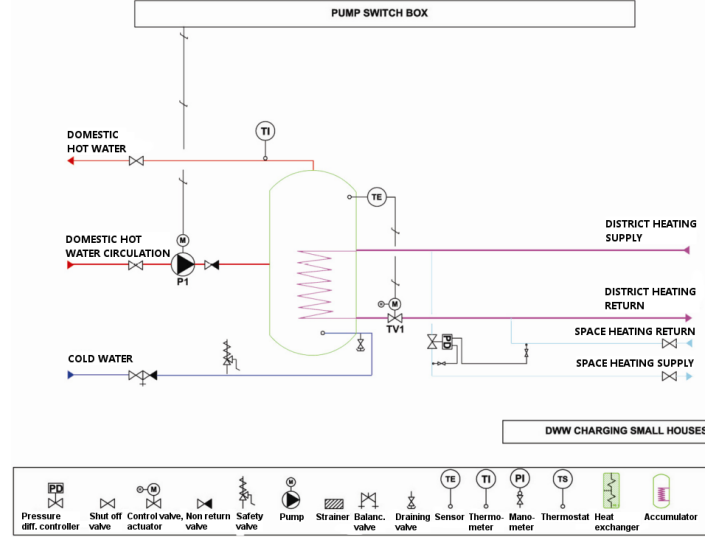 PUMP SWITCH BOX
TI
DOMESTIC
HOT WATER
TE
DISTRICT HEATING
SUPPLY
DOMESTIC HOT
WATER CIRCULATION
M
P1
DISTRICT HEATING
RETURN
M
TV1
SPACE HEATING RETURN
PD
COLD WATER
SPACE HEATING SUPPLY
DWW CHARGING SMALL HOUSES
PD
M
M
TE
TI
PI
TS
Pressure
diff. controller
Shut off
valve
Control valve,
actuator
Non return
valve
Safety
valve
Pump
Strainer
Balanc.
valve
Draining
valve
Sensor
Thermo-
meter
Mano-
meter
Thermostat
Heat
exchanger
Accumulator